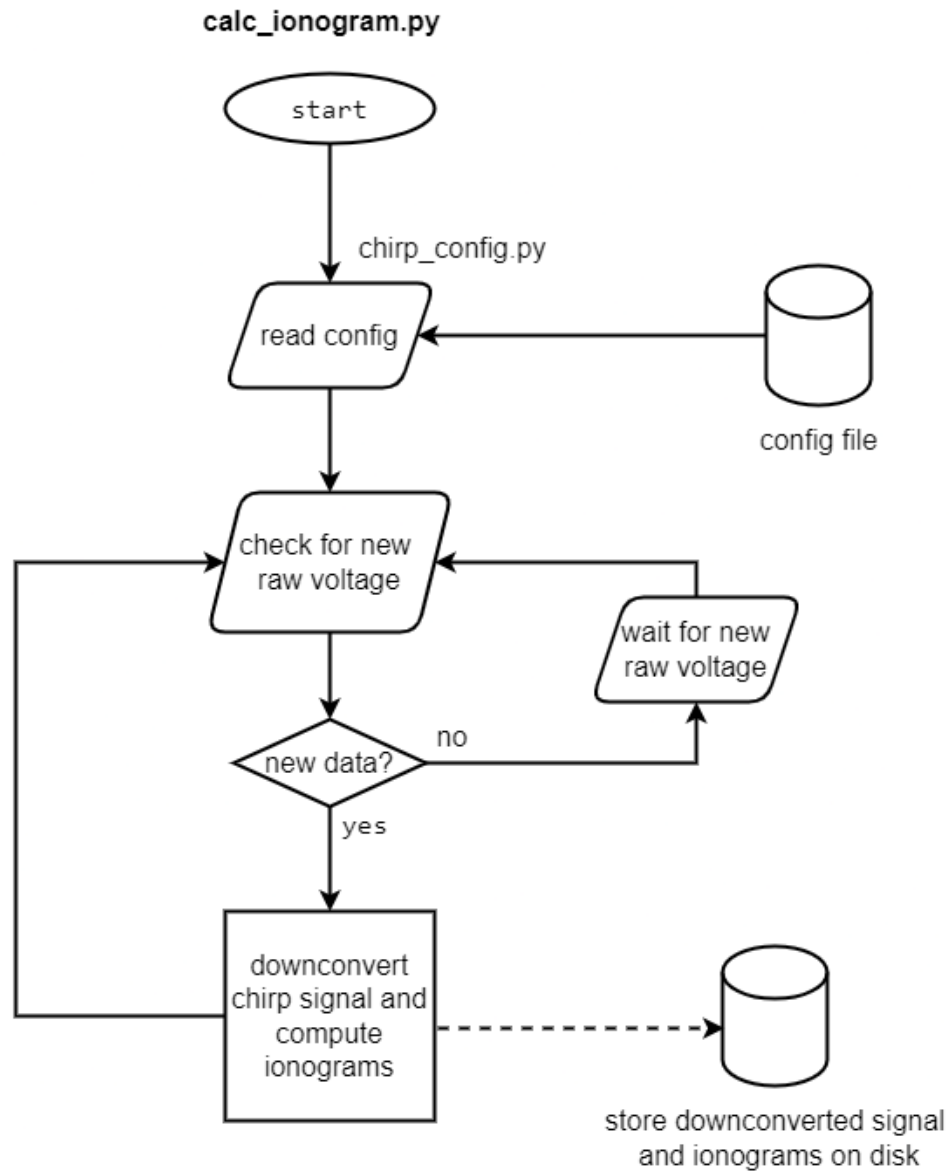 calc_ionogram.py
start
chirp_config.py
read config
config file
check for new
raw voltage
wait for new
raw voltage
new data?
no
yes
downconvert
chirp signal and
compute
ionograms
store downconverted signal
and ionograms on disk